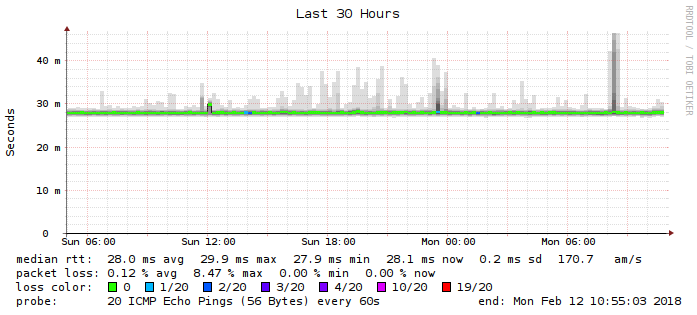 Last 30 Hours
RRDTOOL / TOBI OETIKER
Seconds
40 m
30 m
20 m
10 m
0
Sun 06:00 Sun 12:00 Sun 18:00 Mon 00:00 Mon 06:00
median rtt: 28.0 ms avg 29.9 ms max 27.9 ms min 28.1 ms now 0.2 ms sd 170.7 am/s
packet loss: 0.12 % avg 8.47 % max 0.00 % min 0.00 % now
loss color: 0 1/20 2/20 3/20 4/20 10/20 19/20
probe: 20 ICMP Echo Pings (56 Bytes) every 60s end: Mon Feb 12 10:55:03 2018